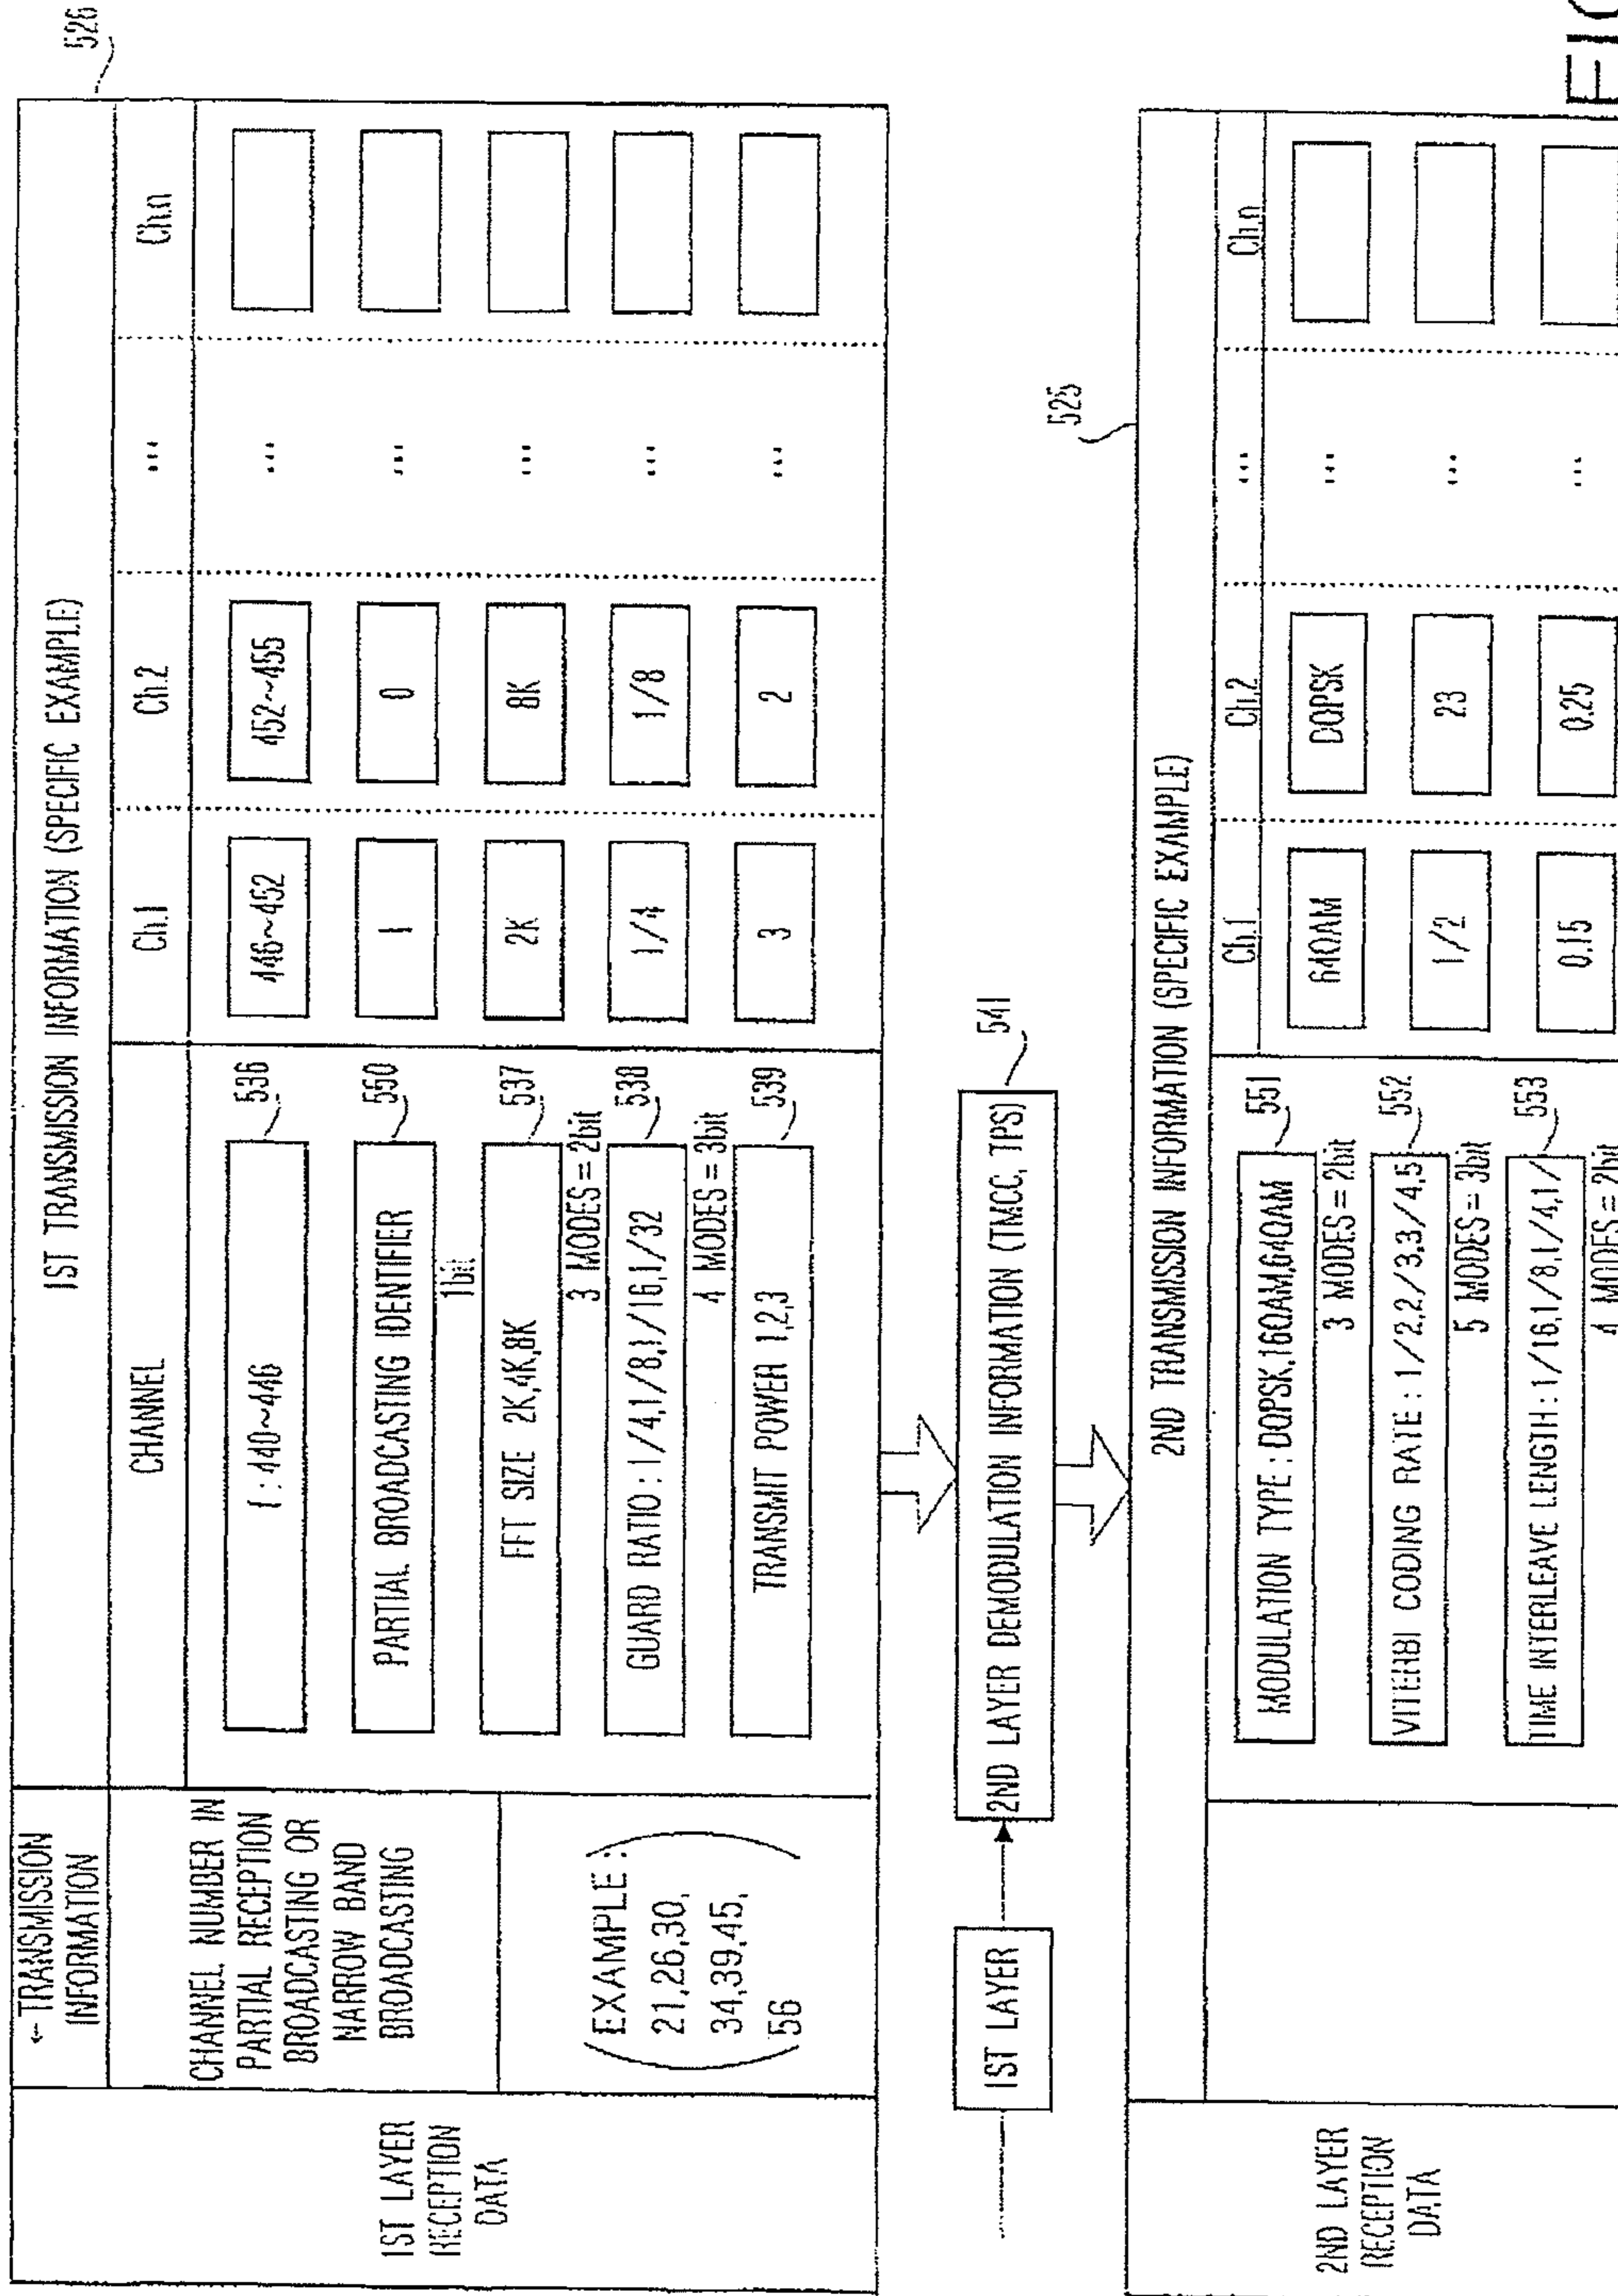 526
1ST TRANSMISSION INFORMATION (SPECIFIC EXAMPLE)
← TRANSMISSION
INFORMATION
CHANNEL
Ch.1
Ch.2
...
Ch.n
1ST LAYER
RECEPTION
DATA
CHANNEL NUMBER IN
PARTIAL RECEPTION
BROADCASTING OR
NARROW BAND
BROADCASTING
(EXAMPLE :
21,26,30,
34,39,45,
56)
f : 440~446
536
446~452
452~455
...
PARTIAL BROADCASTING IDENTIFIER
550
1bit
1
0
...
FFT SIZE 2K,4K,8K
537
3 MODES = 2bit
2K
8K
...
GUARD RATIO : 1/4,1/8,1/16,1/32
538
4 MODES = 3bit
1/4
1/8
...
TRANSMIT POWER 1,2,3
539
3
2
...
1ST LAYER
2ND LAYER DEMODULATION INFORMATION (TMCC, TPS)
541
525
2ND TRANSMISSION INFORMATION (SPECIFIC EXAMPLE)
Ch.1
Ch.2
...
Ch.n
2ND LAYER
RECEPTION
DATA
MODULATION TYPE : DQPSK,16QAM,64QAM
551
3 MODES = 2bit
64QAM
DQPSK
...
VITERBI CODING RATE : 1/2,2/3,3/4,5
552
5 MODES = 3bit
1/2
23
...
TIME INTERLEAVE LENGTH : 1/16,1/8,1/4,1/
553
4 MODES = 2bit
0.15
0.25
...